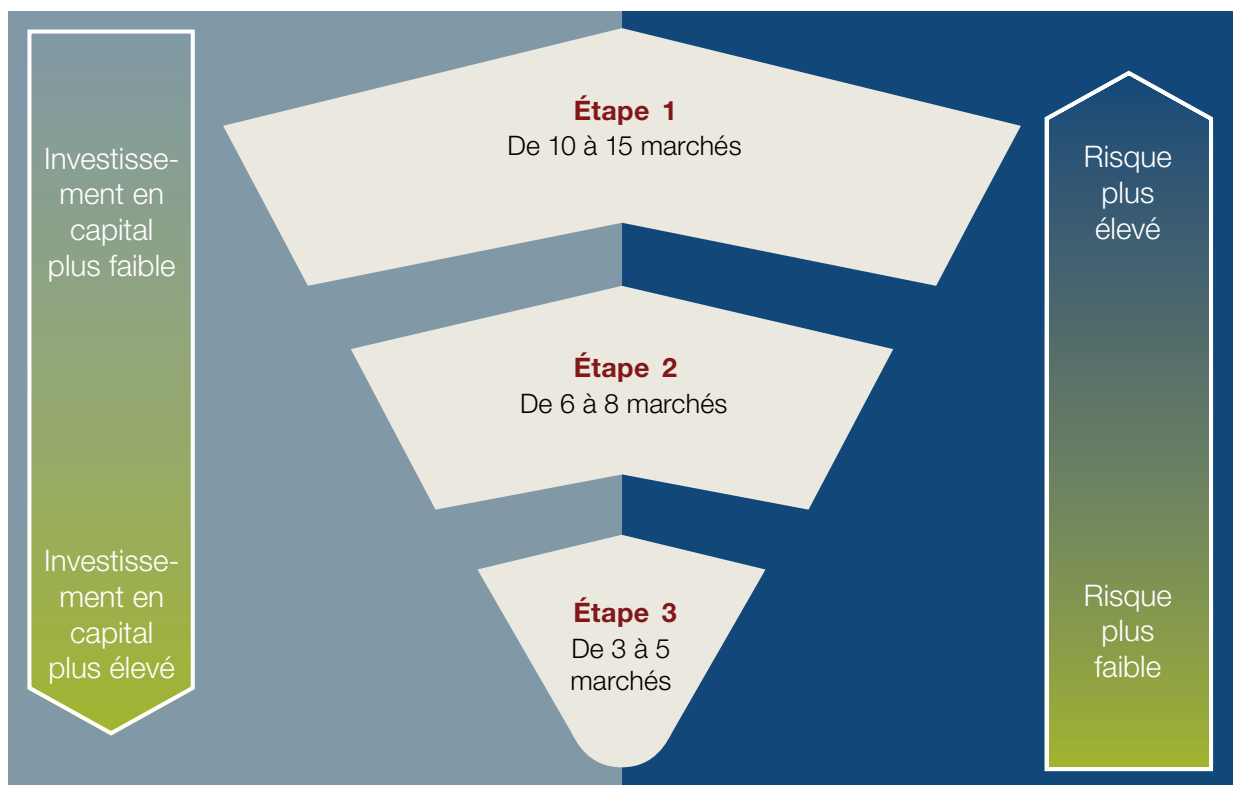 Étape 1
De 10 à 15 marchés
Investisse-
ment en
capital
plus faible
Risque
plus
élevé
Étape 2
De 6 à 8 marchés
Investisse-
ment en
capital
plus élevé
Étape 3
De 3 à 5
marchés
Risque
plus
faible